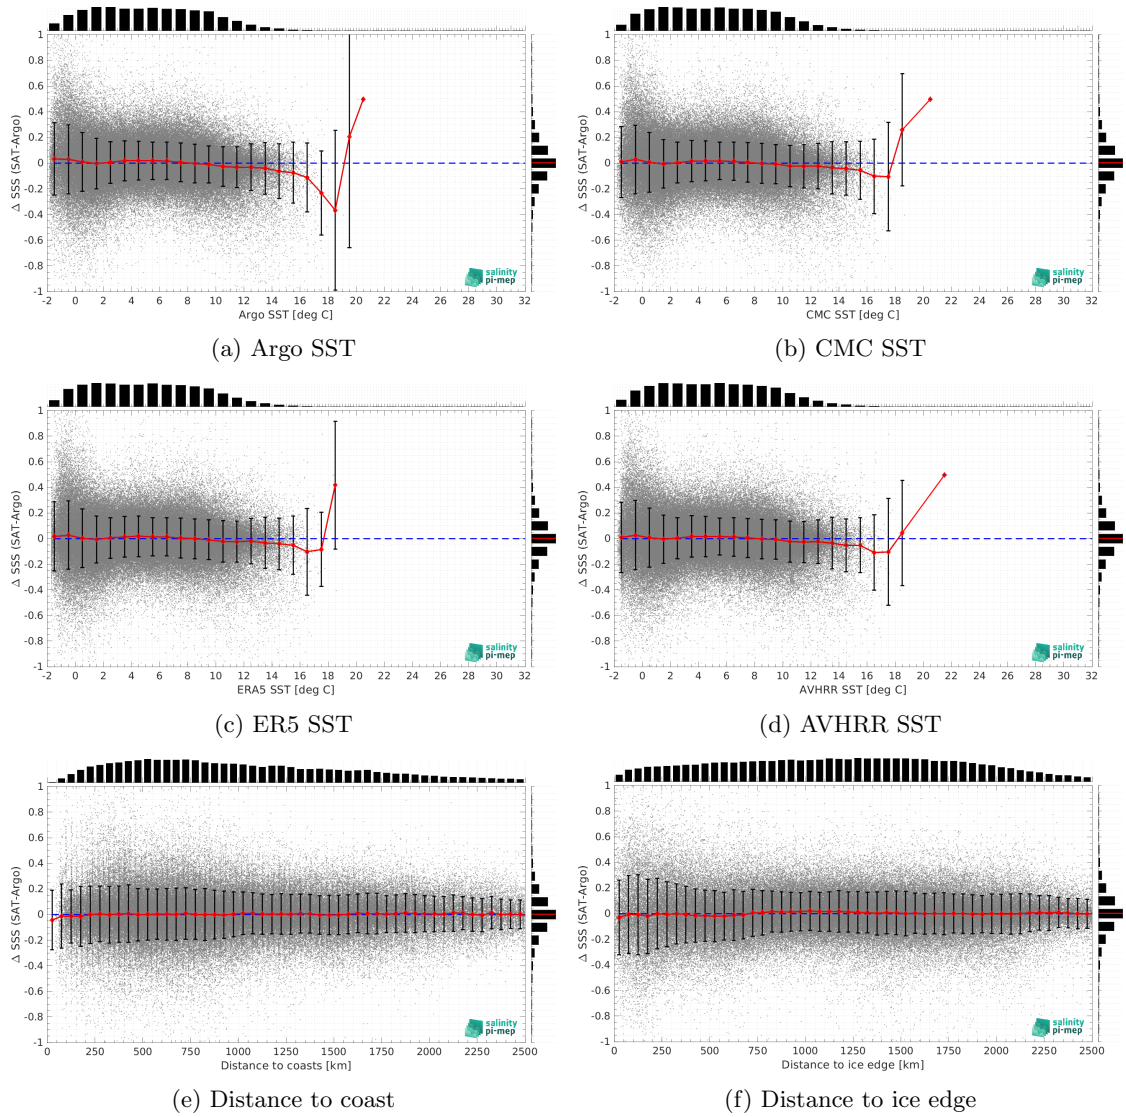 1
0.8
0.6
0.4
0.2
0
-0.2
-0.4
-0.6
-0.8
-1
Δ SSS (SAT-Argo)
-2 0 2 4 6 8 10 12 14 16 18 20 22 24 26 28 30 32
Argo SST [deg C]
salinity
pi-mep
(a) Argo SST
1
0.8
0.6
0.4
0.2
0
-0.2
-0.4
-0.6
-0.8
-1
Δ SSS (SAT-Argo)
-2 0 2 4 6 8 10 12 14 16 18 20 22 24 26 28 30 32
CMC SST [deg C]
salinity
pi-mep
(b) CMC SST
1
0.8
0.6
0.4
0.2
0
-0.2
-0.4
-0.6
-0.8
-1
Δ SSS (SAT-Argo)
-2 0 2 4 6 8 10 12 14 16 18 20 22 24 26 28 30 32
ERA5 SST [deg C]
salinity
pi-mep
(c) ER5 SST
1
0.8
0.6
0.4
0.2
0
-0.2
-0.4
-0.6
-0.8
-1
Δ SSS (SAT-Argo)
-2 0 2 4 6 8 10 12 14 16 18 20 22 24 26 28 30 32
AVHRR SST [deg C]
salinity
pi-mep
(d) AVHRR SST
1
0.8
0.6
0.4
0.2
0
-0.2
-0.4
-0.6
-0.8
-1
Δ SSS (SAT-Argo)
0 250 500 750 1000 1250 1500 1750 2000 2250 2500
Distance to coasts [km]
salinity
pi-mep
(e) Distance to coast
1
0.8
0.6
0.4
0.2
0
-0.2
-0.4
-0.6
-0.8
-1
Δ SSS (SAT-Argo)
0 250 500 750 1000 1250 1500 1750 2000 2250 2500
Distance to ice edge [km]
salinity
pi-mep
(f) Distance to ice edge